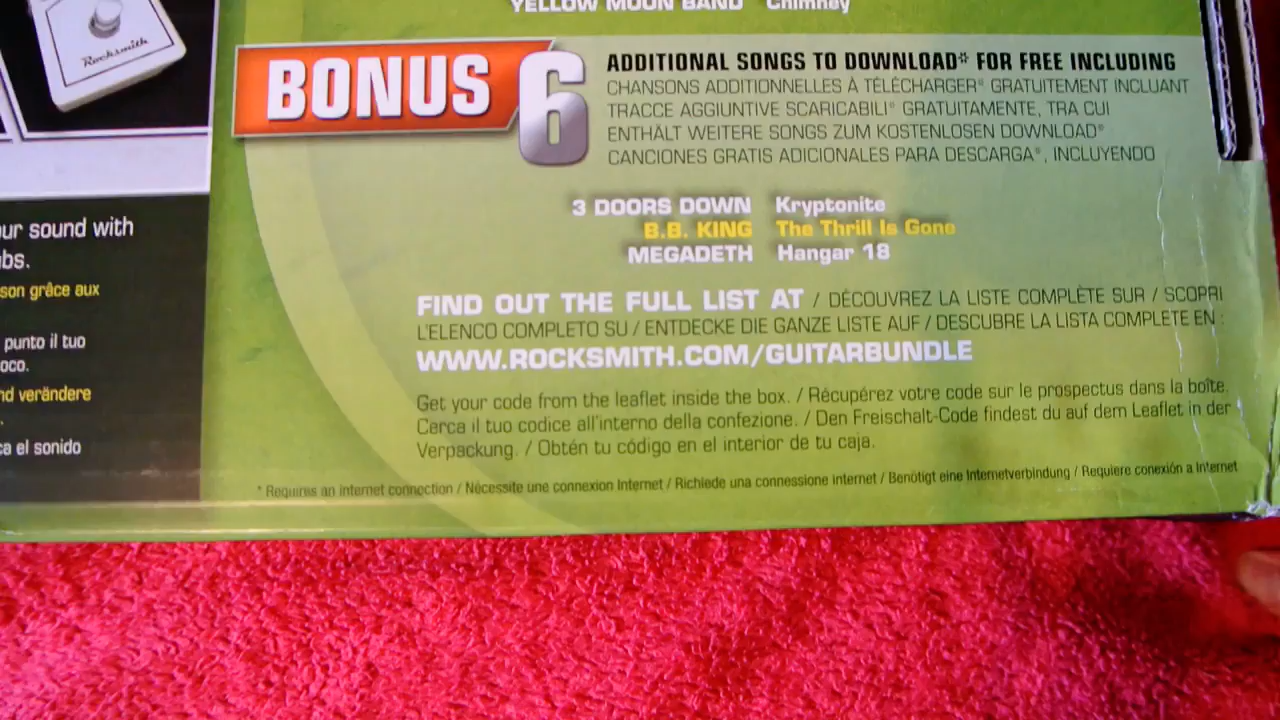 YELLOW MOON BAND Chimney
Rocksmith
BONUS 6
ADDITIONAL SONGS TO DOWNLOAD* FOR FREE INCLUDING
CHANSONS ADDITIONNELLES À TÉLÉCHARGER* GRATUITEMENT INCLUANT
TRACCE AGGIUNTIVE SCARICABILI* GRATUITAMENTE, TRA CUI
ENTHÄLT WEITERE SONGS ZUM KOSTENLOSEN DOWNLOAD*
CANCIONES GRATIS ADICIONALES PARA DESCARGA*, INCLUYENDO
3 DOORS DOWN Kryptonite
B.B. KING The Thrill Is Gone
MEGADETH Hangar 18
FIND OUT THE FULL LIST AT / DÉCOUVREZ LA LISTE COMPLÈTE SUR / SCOPRI
L'ELENCO COMPLETO SU / ENTDECKE DIE GANZE LISTE AUF / DESCUBRE LA LISTA COMPLETE EN :
WWW.ROCKSMITH.COM/GUITARBUNDLE
Get your code from the leaflet inside the box. / Récupérez votre code sur le prospectus dans la boîte.
Cerca il tuo codice all'interno della confezione. / Den Freischalt-Code findest du auf dem Leaflet in der
Verpackung. / Obtén tu código en el interior de tu caja.
* Requires an internet connection / Nécessite une connexion Internet / Richiede una connessione internet / Benötigt eine Internetverbindung / Requiere conexión a Internet
ur sound with
bs.
son grâce aux
punto il tuo
oco.
nd verändere
ca el sonido